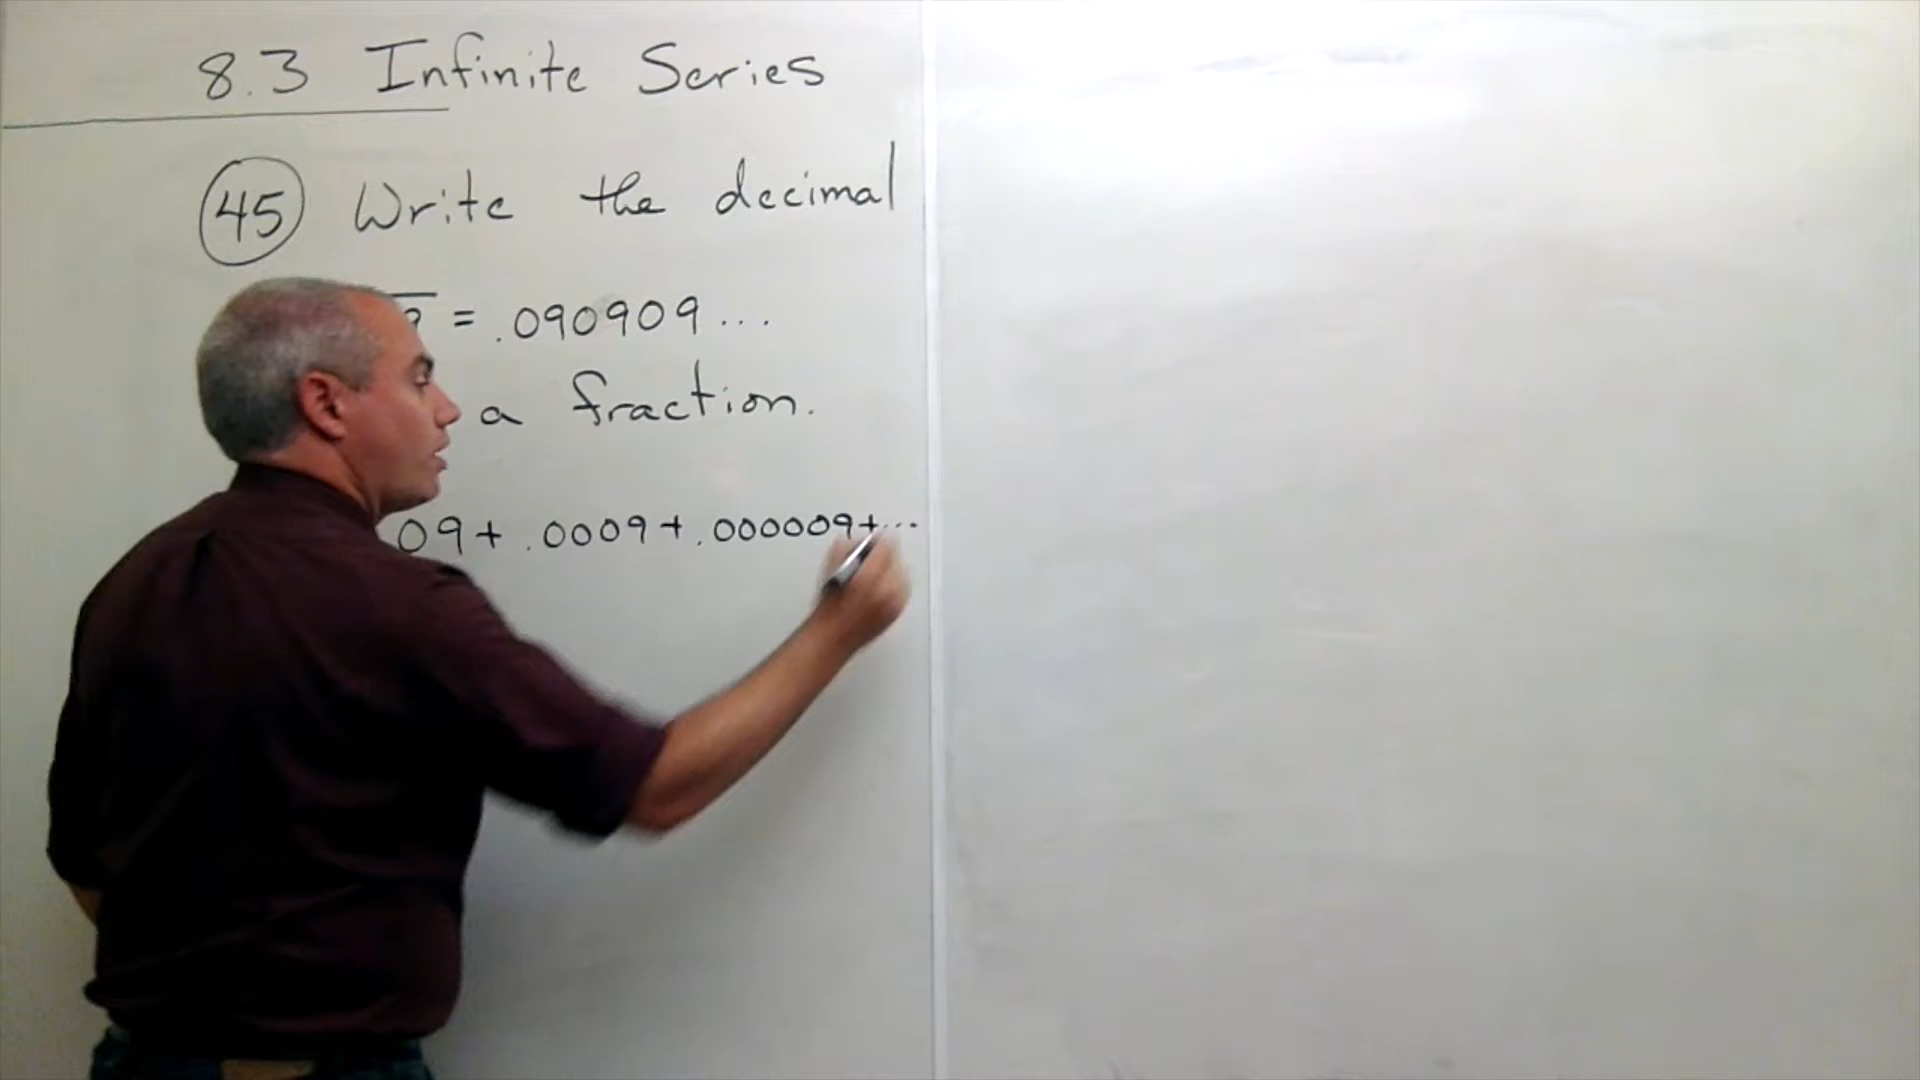 8.3 Infinite Series
45 Write the decimal
= .090909...
a fraction.
09+ .0009+.000009+...